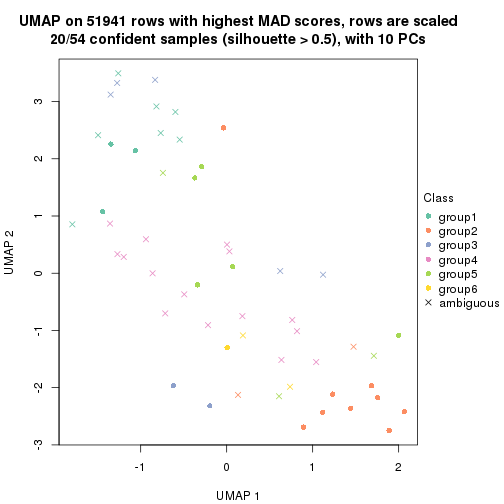 UMAP on 51941 rows with highest MAD scores, rows are scaled
20/54 confident samples (silhouette > 0.5), with 10 PCs
3
2
1
0
-1
-2
-3
UMAP 2
-1
0
1
2
UMAP 1
Class
group1
group2
group3
group4
group5
group6
ambiguous